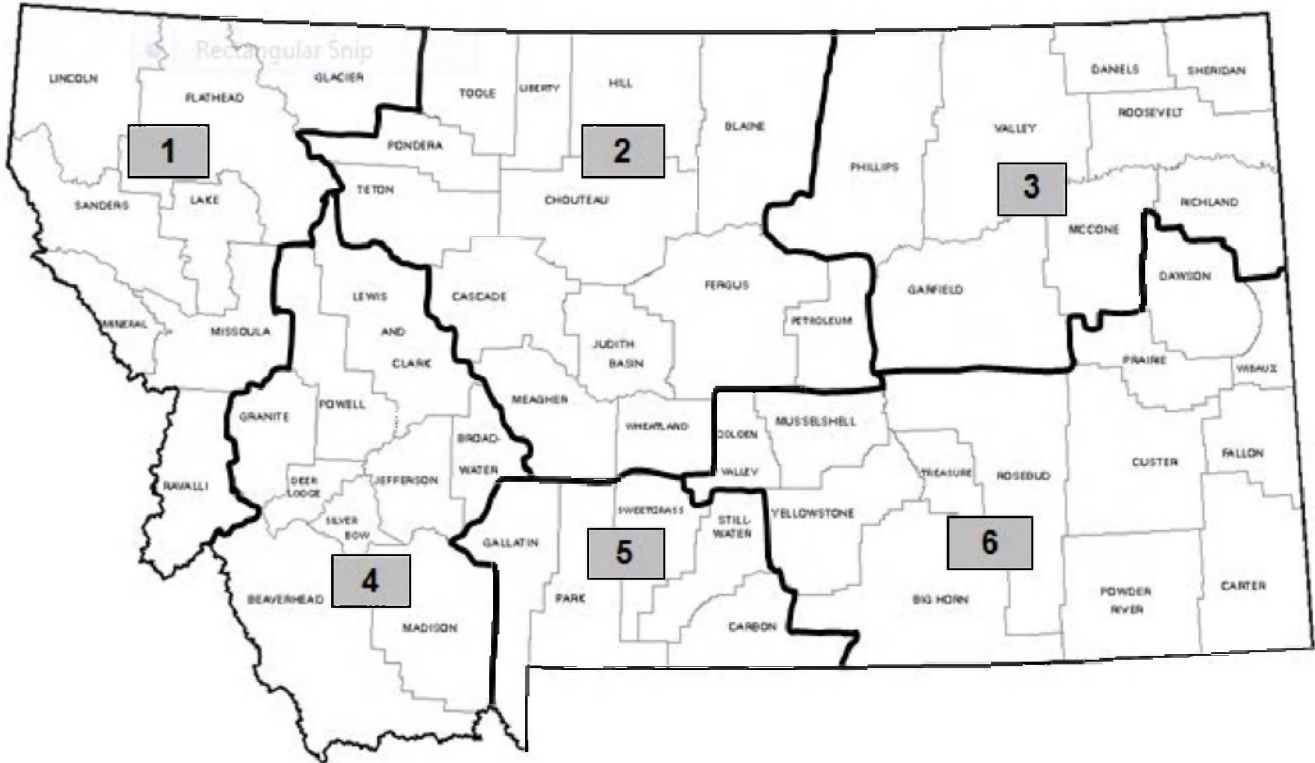 Rectangular Snip
LINCOLN
FLATHEAD
GLACIER
TOOLE
LIBERTY
HILL
BLAINE
PHILLIPS
VALLEY
DANIELS
SHERIDAN
ROOSEVELT
1
PONDERA
2
3
SANDERS
LAKE
TETON
CHOUTEAU
RICHLAND
MCCONE
LEWIS
AND
CLARK
CASCADE
FERGUS
GARFIELD
DAWSON
MINERAL
MISSOULA
JUDITH
BASIN
PETROLEUM
PRAIRIE
WIBAUX
GRANITE
POWELL
MEAGHER
WHEATLAND
GOLDEN
VALLEY
MUSSELSHELL
BROAD-
WATER
RAVALLI
DEER
LODGE
JEFFERSON
TREASURE
ROSEBUD
CUSTER
FALLON
SILVER
BOW
GALLATIN
SWEETGRASS
STILL-
WATER
YELLOWSTONE
4
5
6
BEAVERHEAD
MADISON
PARK
CARBON
BIG HORN
POWDER
RIVER
CARTER